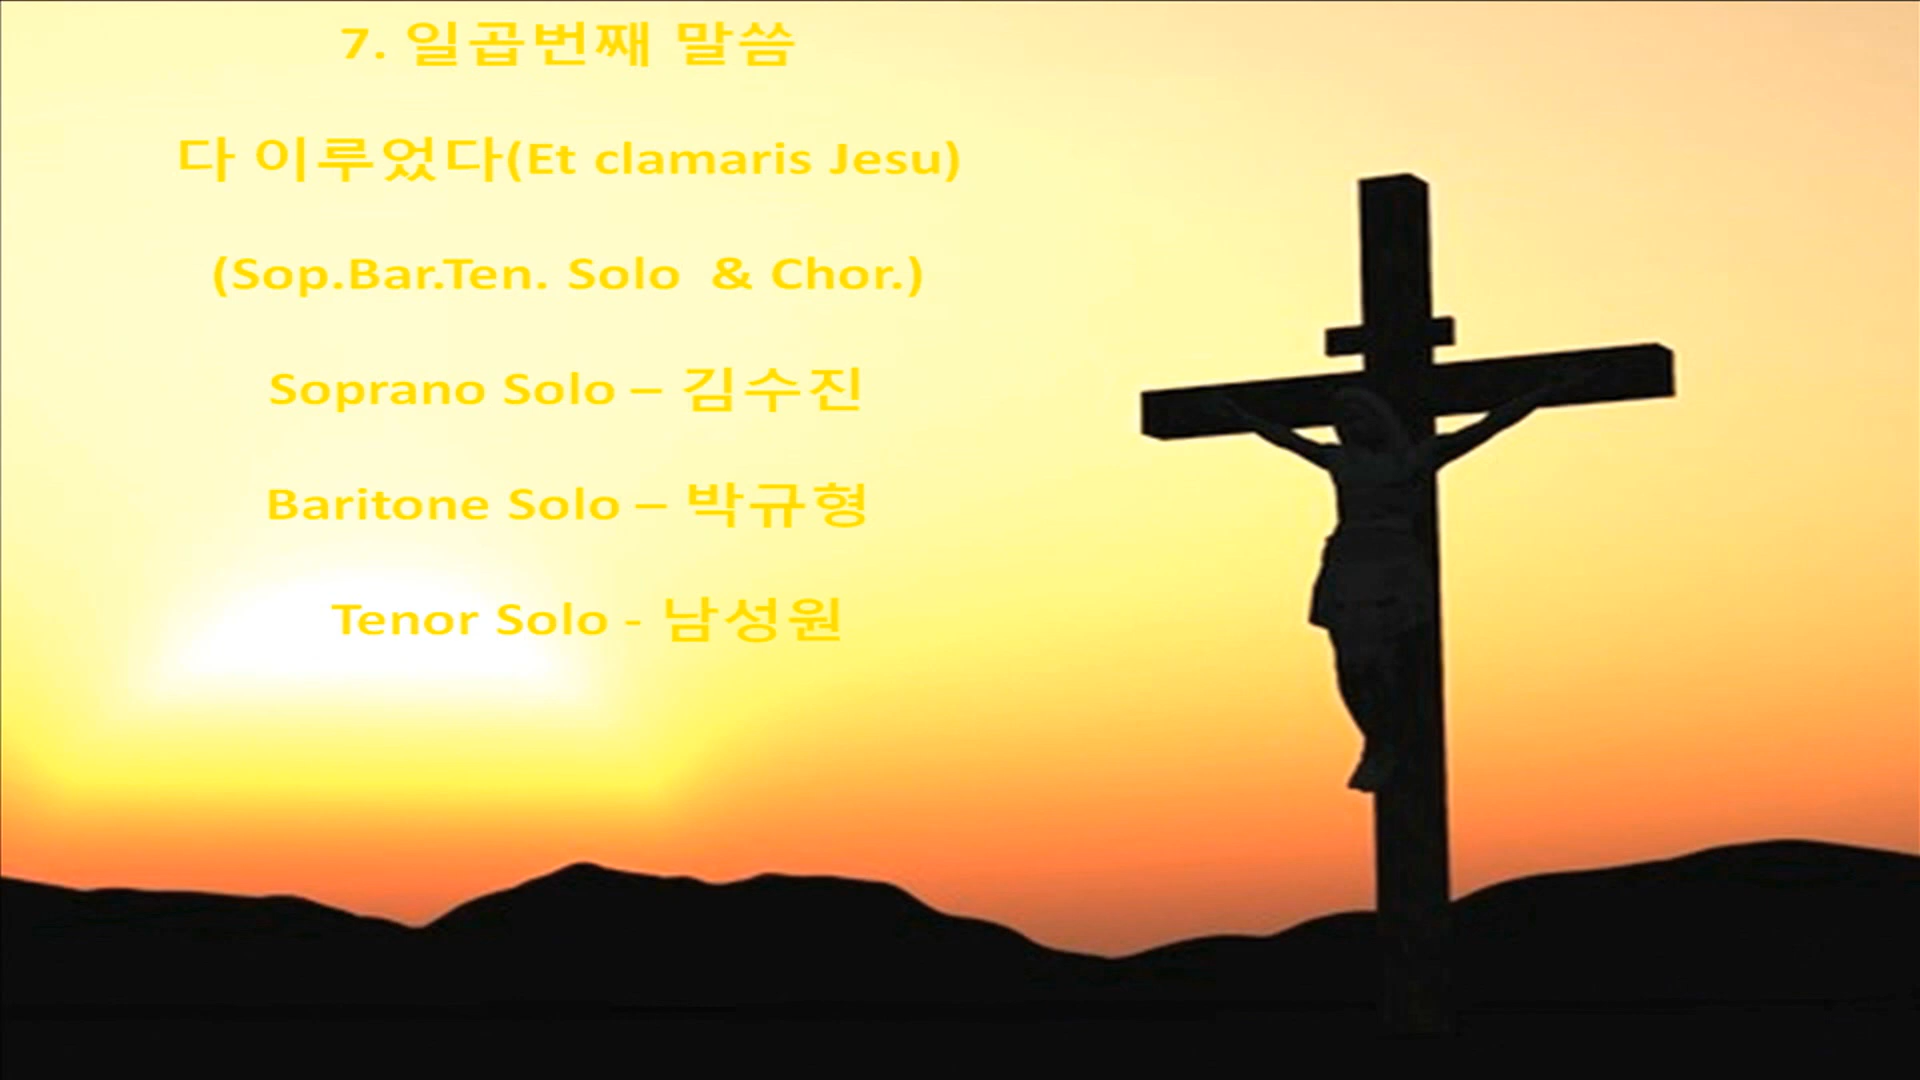 7. 일곱번째 말씀
다 이루었다(Et clamaris Jesu)
(Sop.Bar.Ten. Solo & Chor.)
Soprano Solo – 김수진
Baritone Solo – 박규형
Tenor Solo - 남성원